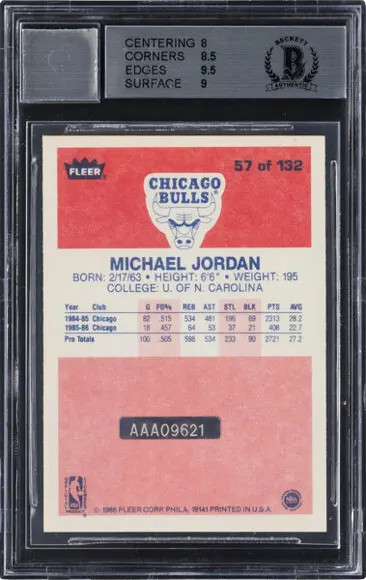 CENTERING 8
CORNERS 8.5
EDGES 9.5
SURFACE 9
BECKETT
B
AUTHENTIC
FLEER®
57 of 132
CHICAGO
BULLS
MICHAEL JORDAN
BORN: 2/17/63 • HEIGHT: 6'6" • WEIGHT: 195
COLLEGE: U. OF N. CAROLINA
Year Club G FG% REB AST STL BLK PTS AVG
1984-85 Chicago 82 .515 534 481 196 69 2313 28.2
1985-86 Chicago 18 .457 64 53 37 21 408 22.7
Pro Totals 100 .505 598 534 233 90 2721 27.2
AAA09621
NBA
© 1986 FLEER CORP. PHILA. 19141 PRINTED IN U.S.A.